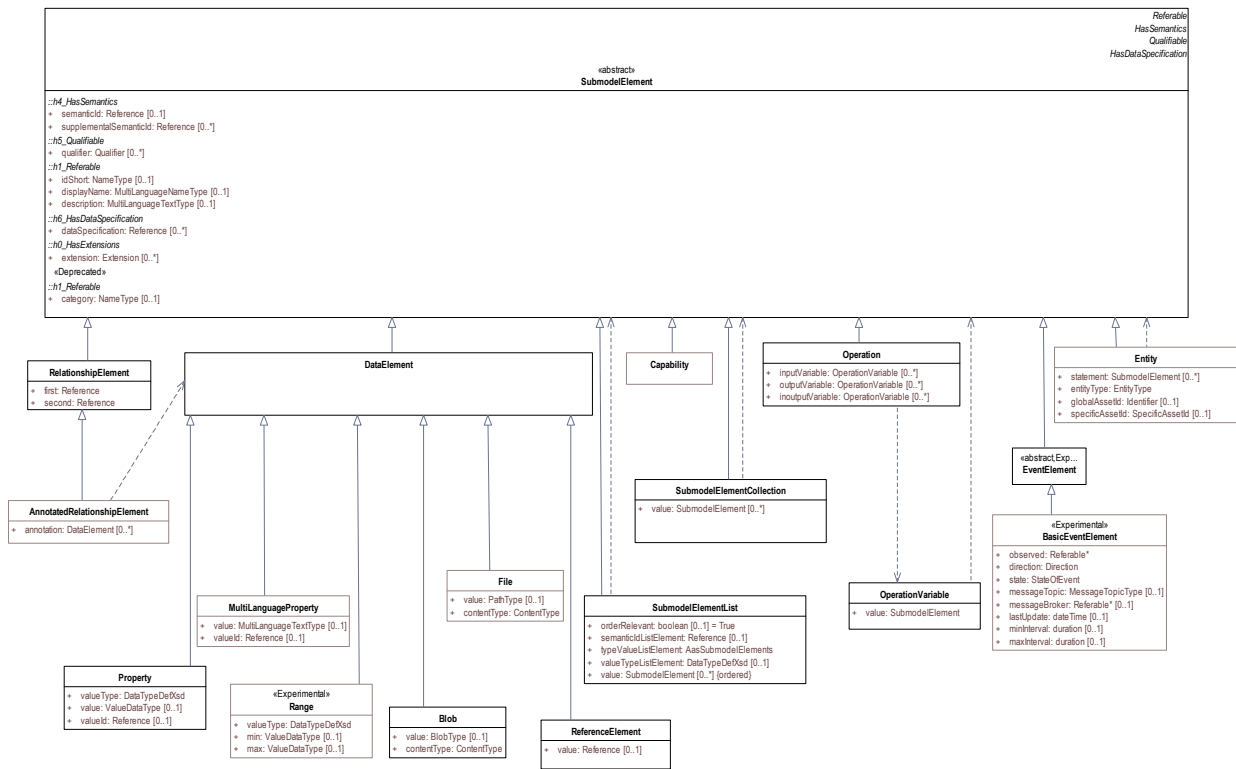 Referable
HasSemantics
Qualifiable
HasDataSpecification
«abstract»
SubmodelElement
::h4_HasSemantics
+ semanticId: Reference [0..1]
+ supplementalSemanticId: Reference [0..*]
::h5_Qualifiable
+ qualifier: Qualifier [0..*]
::h1_Referable
+ idShort: NameType [0..1]
+ displayName: MultiLanguageNameType [0..1]
+ description: MultiLanguageTextType [0..1]
::h6_HasDataSpecification
+ dataSpecification: Reference [0..*]
::h0_HasExtensions
+ extension: Extension [0..*]
«Deprecated»
::h1_Referable
+ category: NameType [0..1]
RelationshipElement
+ first: Reference
+ second: Reference
DataElement
Capability
Operation
+ inputVariable: OperationVariable [0..*]
+ outputVariable: OperationVariable [0..*]
+ inoutputVariable: OperationVariable [0..*]
Entity
+ statement: SubmodelElement [0..*]
+ entityType: EntityType
+ globalAssetId: Identifier [0..1]
+ specificAssetId: SpecificAssetId [0..1]
«abstract,Exp...
EventElement
SubmodelElementCollection
+ value: SubmodelElement [0..*]
AnnotatedRelationshipElement
+ annotation: DataElement [0..*]
«Experimental»
BasicEventElement
+ observed: Referable*
+ direction: Direction
+ state: StateOfEvent
+ messageTopic: MessageTopicType [0..1]
+ messageBroker: Referable* [0..1]
+ lastUpdate: dateTime [0..1]
+ minInterval: duration [0..1]
+ maxInterval: duration [0..1]
File
+ value: PathType [0..1]
+ contentType: ContentType
OperationVariable
+ value: SubmodelElement
MultiLanguageProperty
+ value: MultiLanguageTextType [0..1]
+ valueId: Reference [0..1]
SubmodelElementList
+ orderRelevant: boolean [0..1] = True
+ semanticIdListElement: Reference [0..1]
+ typeValueListElement: AasSubmodelElements
+ valueTypeListElement: DataTypeDefXsd [0..1]
+ value: SubmodelElement [0..*] {ordered}
Property
+ valueType: DataTypeDefXsd
+ value: ValueDataType [0..1]
+ valueId: Reference [0..1]
«Experimental»
Range
+ valueType: DataTypeDefXsd
+ min: ValueDataType [0..1]
+ max: ValueDataType [0..1]
Blob
+ value: BlobType [0..1]
+ contentType: ContentType
ReferenceElement
+ value: Reference [0..1]